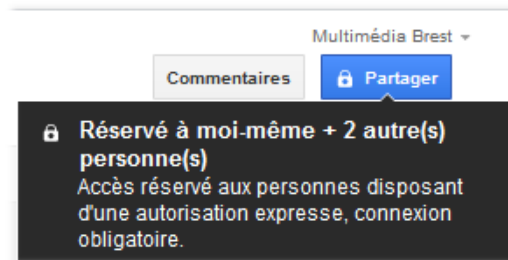 Multimédia Brest
Commentaires
Partager
Réservé à moi-même + 2 autre(s)
personne(s)
Accès réservé aux personnes disposant
d'une autorisation expresse, connexion
obligatoire.